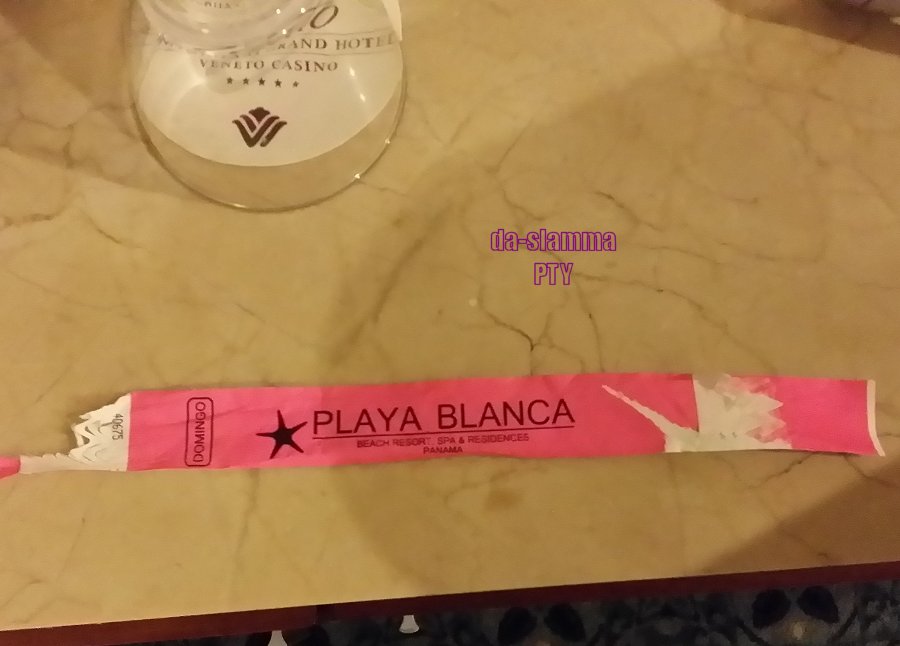 GRAND HOTEL
VENETO CASINO
da-slamma
PTY
40675
DOMINGO
PLAYA BLANCA
BEACH RESORT, SPA & RESIDENCES
PANAMA